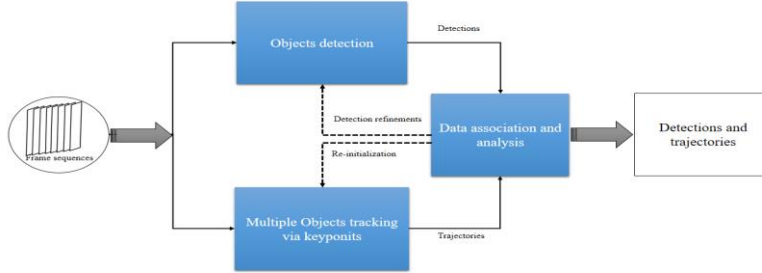 Objects detection
Detections
Frame sequences
Detection refinements
Data association and
analysis
Detections and
trajectories
Re-initialization
Multiple Objects tracking
via keyponits
Trajectories